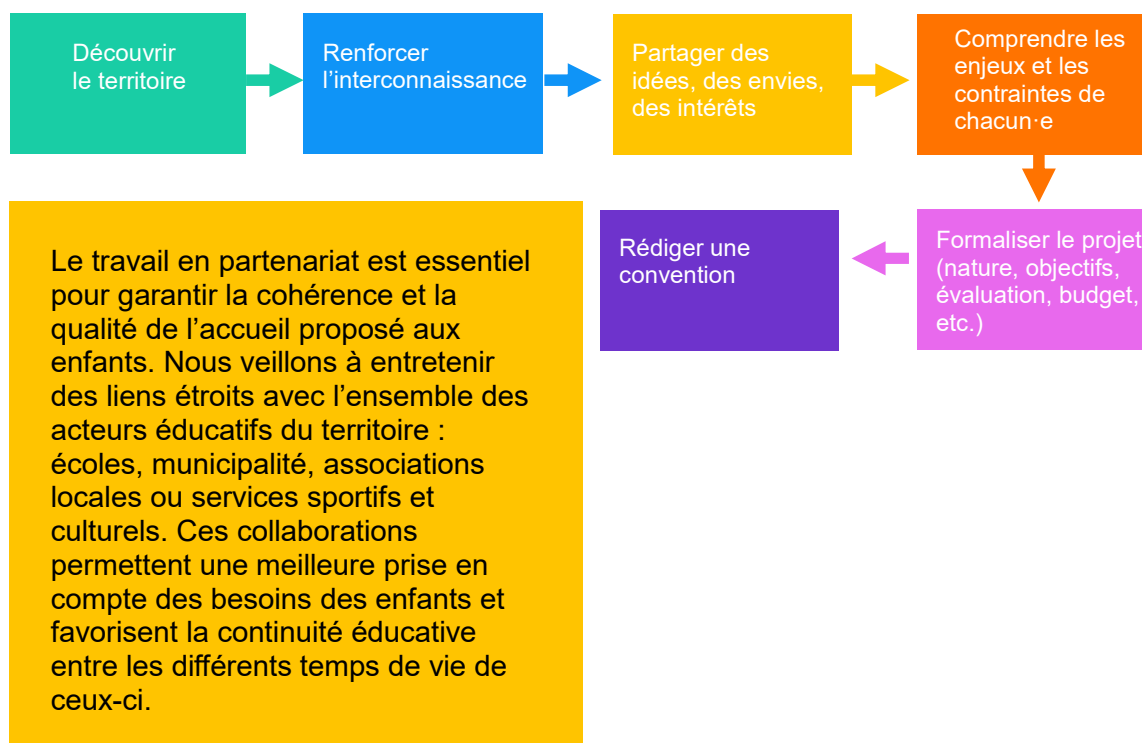 Découvrir
le territoire
Renforcer
l'interconnaissance
Partager des
idées, des envies,
des intérêts
Comprendre les
enjeux et les
contraintes de
chacun·e
Formaliser le projet
(nature, objectifs,
évaluation, budget,
etc.)
Rédiger une
convention
Le travail en partenariat est essentiel
pour garantir la cohérence et la
qualité de l'accueil proposé aux
enfants. Nous veillons à entretenir
des liens étroits avec l'ensemble des
acteurs éducatifs du territoire :
écoles, municipalité, associations
locales ou services sportifs et
culturels. Ces collaborations
permettent une meilleure prise en
compte des besoins des enfants et
favorisent la continuité éducative
entre les différents temps de vie de
ceux-ci.